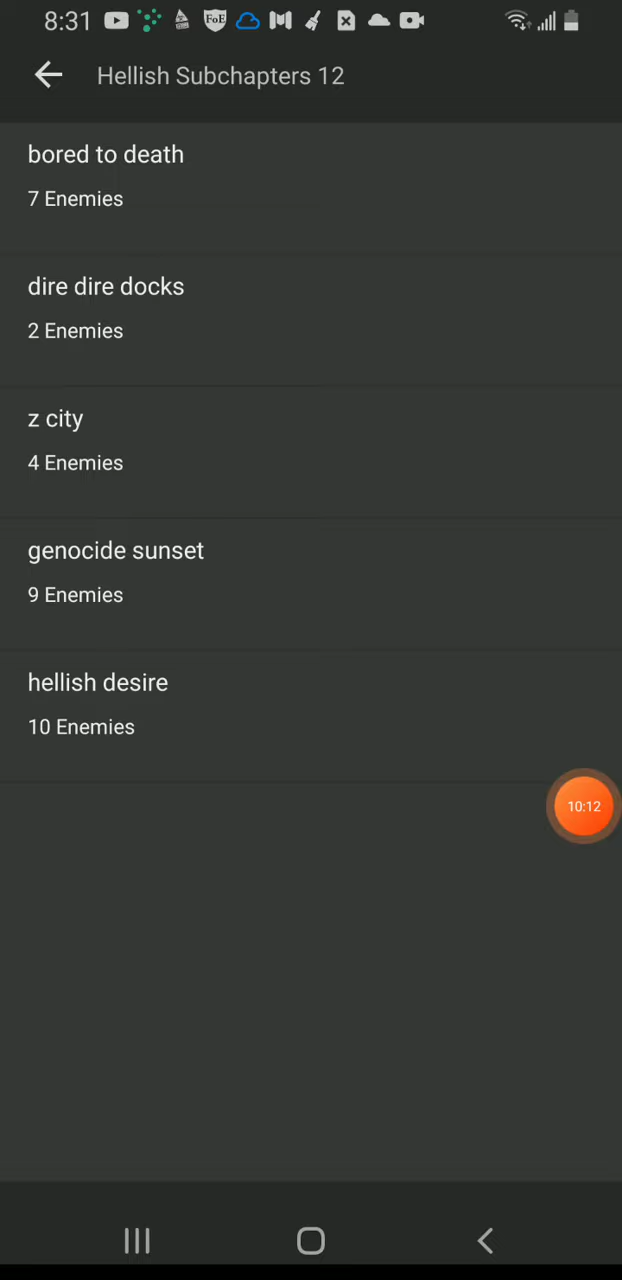 8:31
FoE
Hellish Subchapters 12
bored to death
7 Enemies
dire dire docks
2 Enemies
z city
4 Enemies
genocide sunset
9 Enemies
hellish desire
10 Enemies
10:12